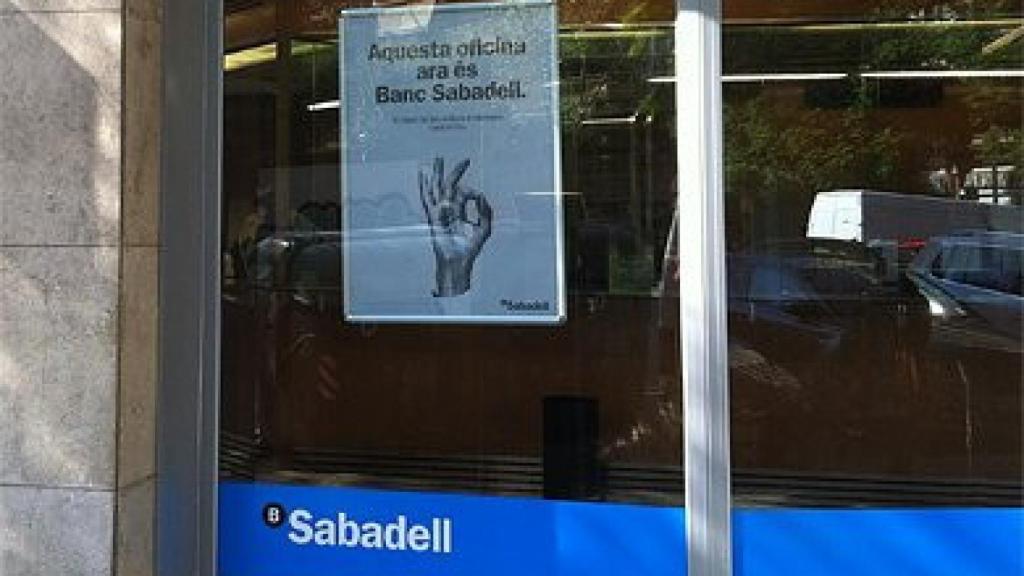 Aquesta oficina
ara és
Banc Sabadell.
Sabadell
B Sabadell